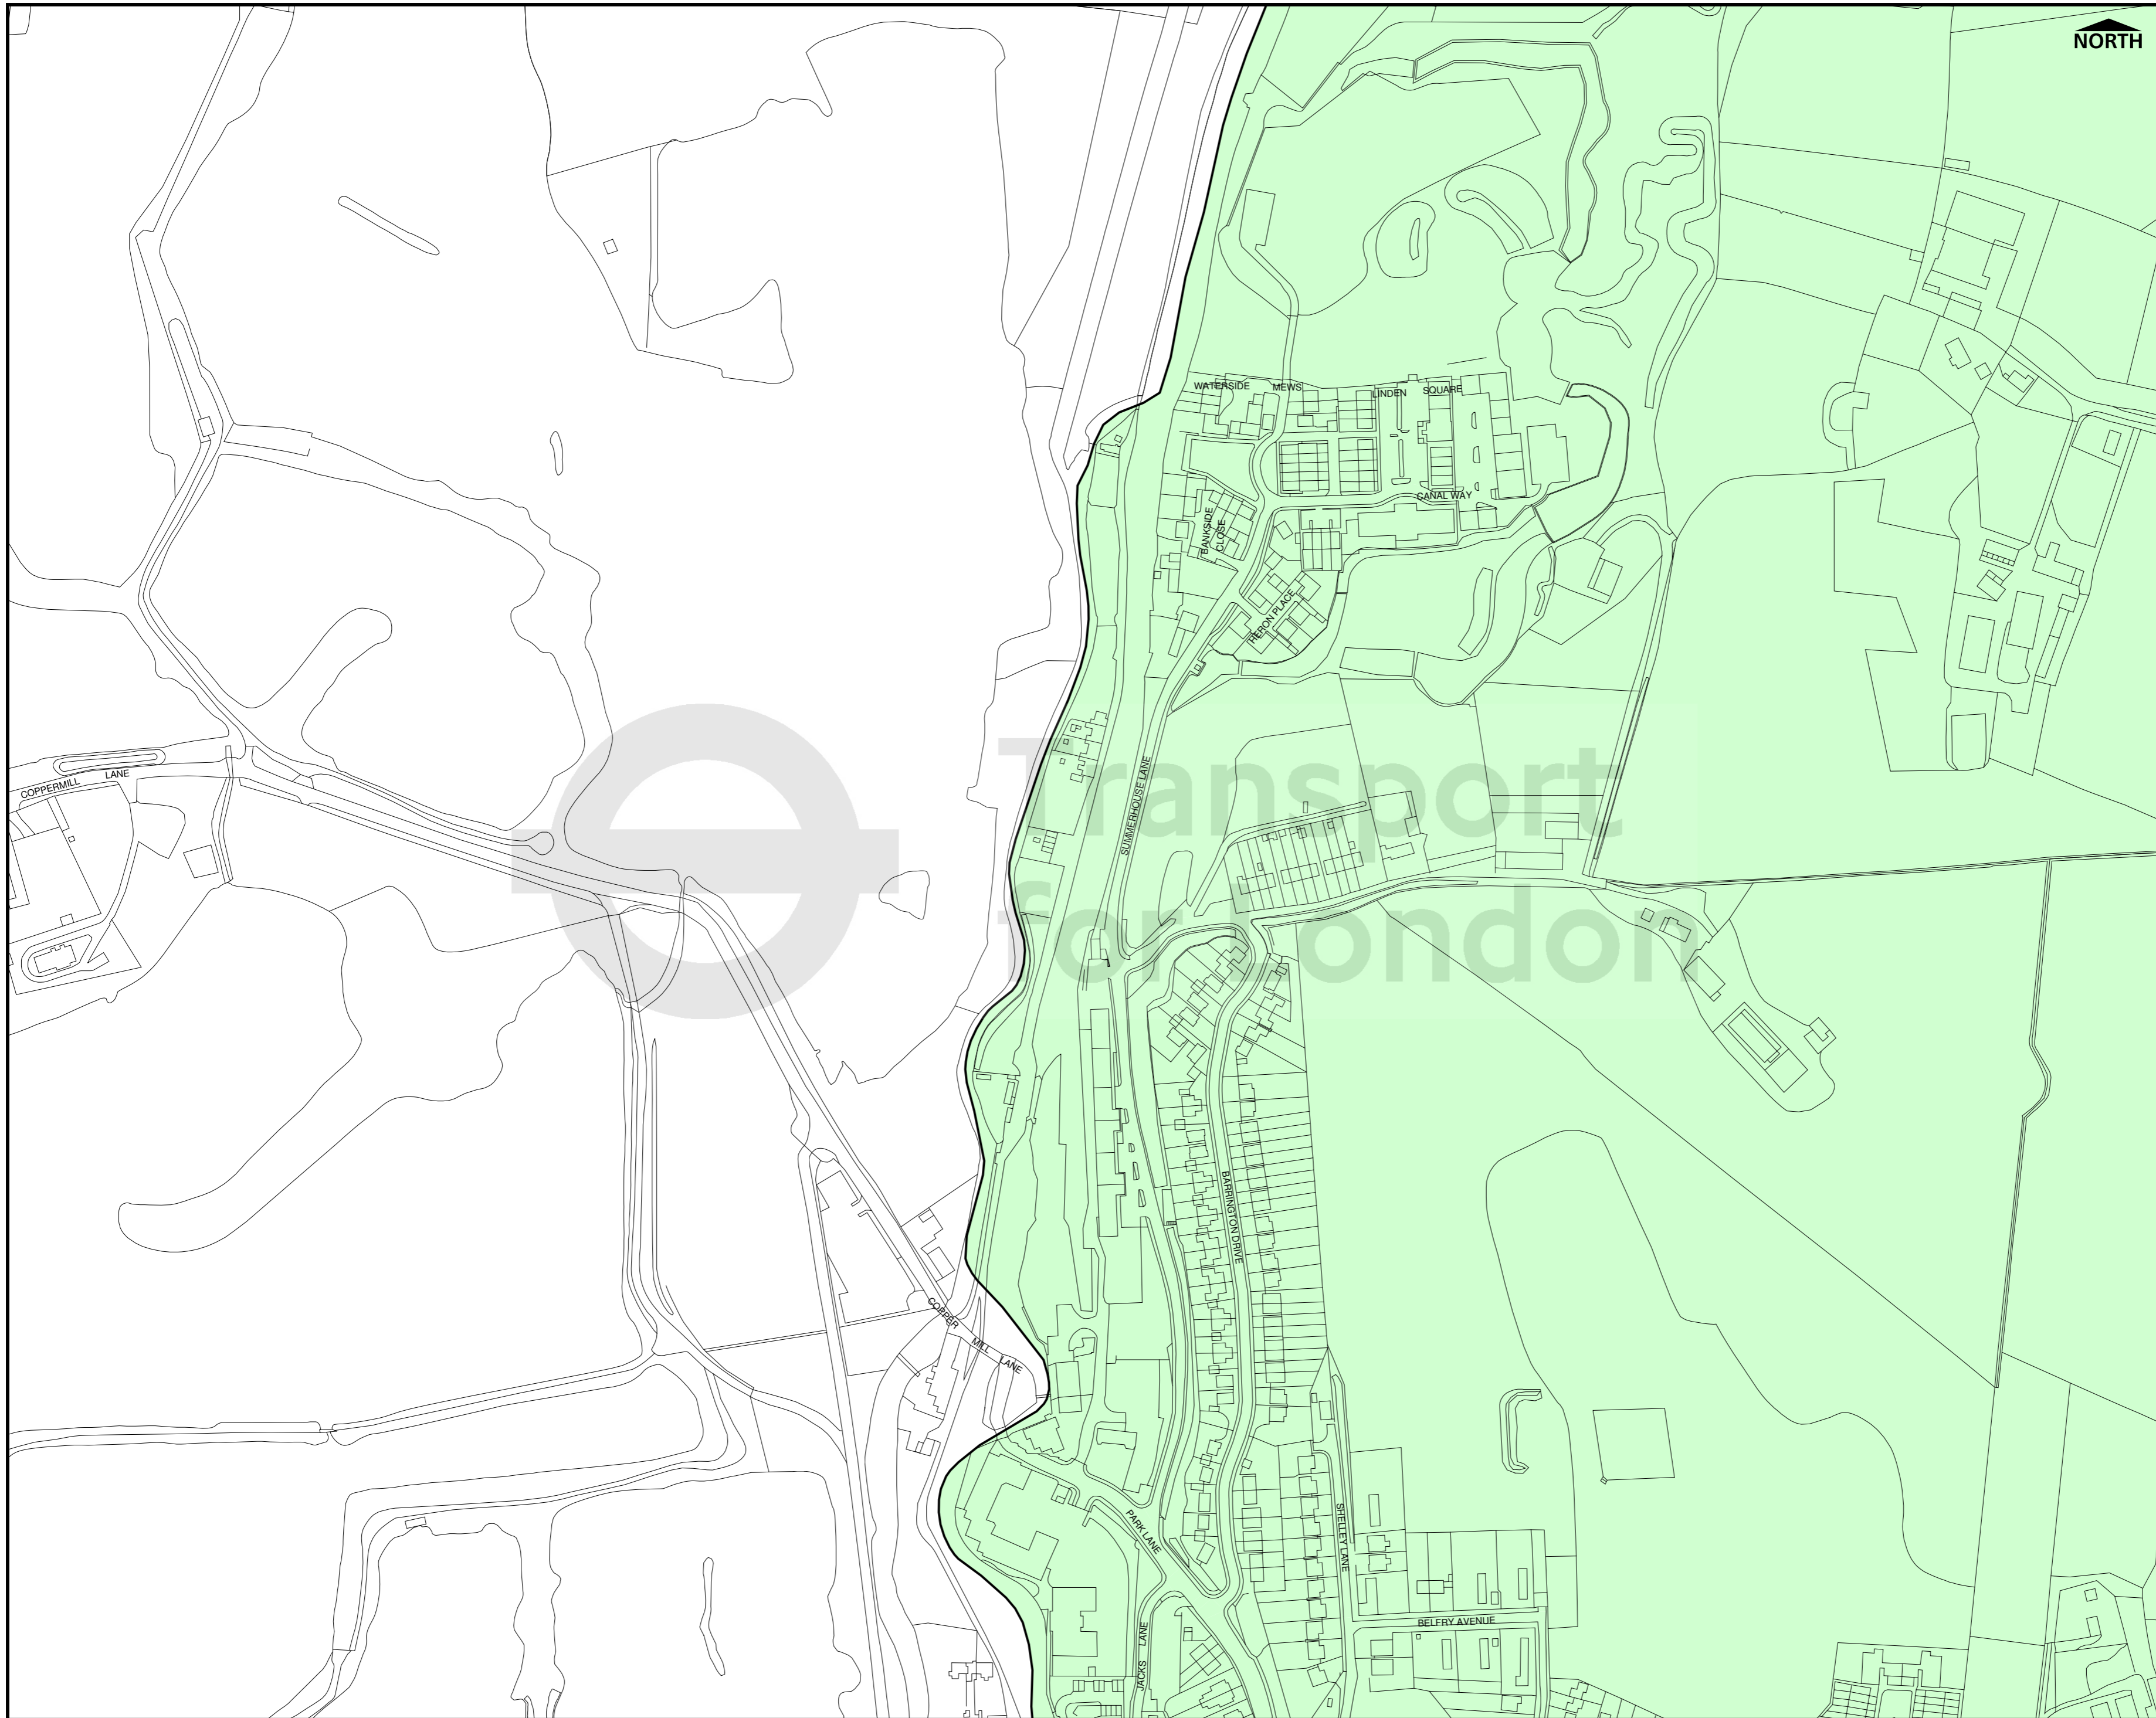 NORTH
WATERSIDE MEWS
LINDEN SQUARE
CANAL WAY
BANKSIDE
CLOSE
HERON PLACE
COPPERMILL LANE
SUMMERHOUSE LANE
Transport
for London
BARRINGTON DRIVE
COPPER MILL LANE
PARK LANE
SHELLEY LANE
BELFRY AVENUE
JACKS LANE